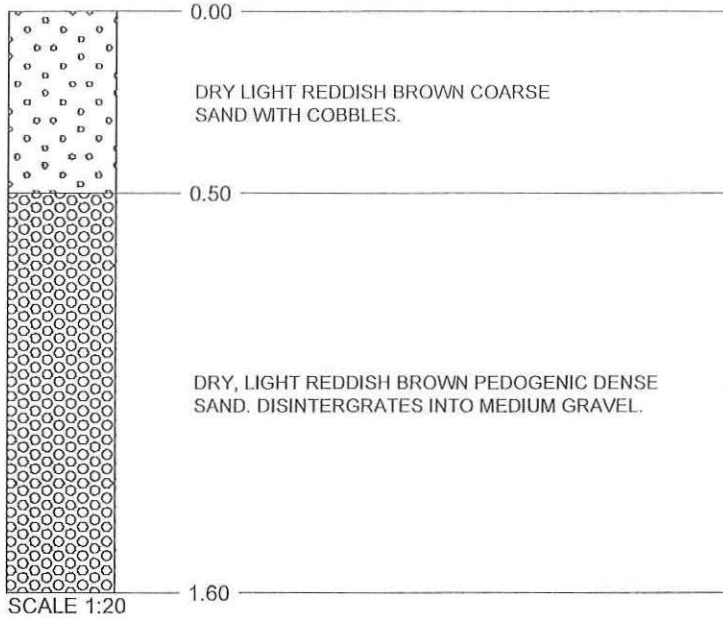 0.00
DRY LIGHT REDDISH BROWN COARSE
SAND WITH COBBLES.
0.50
DRY, LIGHT REDDISH BROWN PEDOGENIC DENSE
SAND. DISINTERGRATES INTO MEDIUM GRAVEL.
1.60
SCALE 1:20